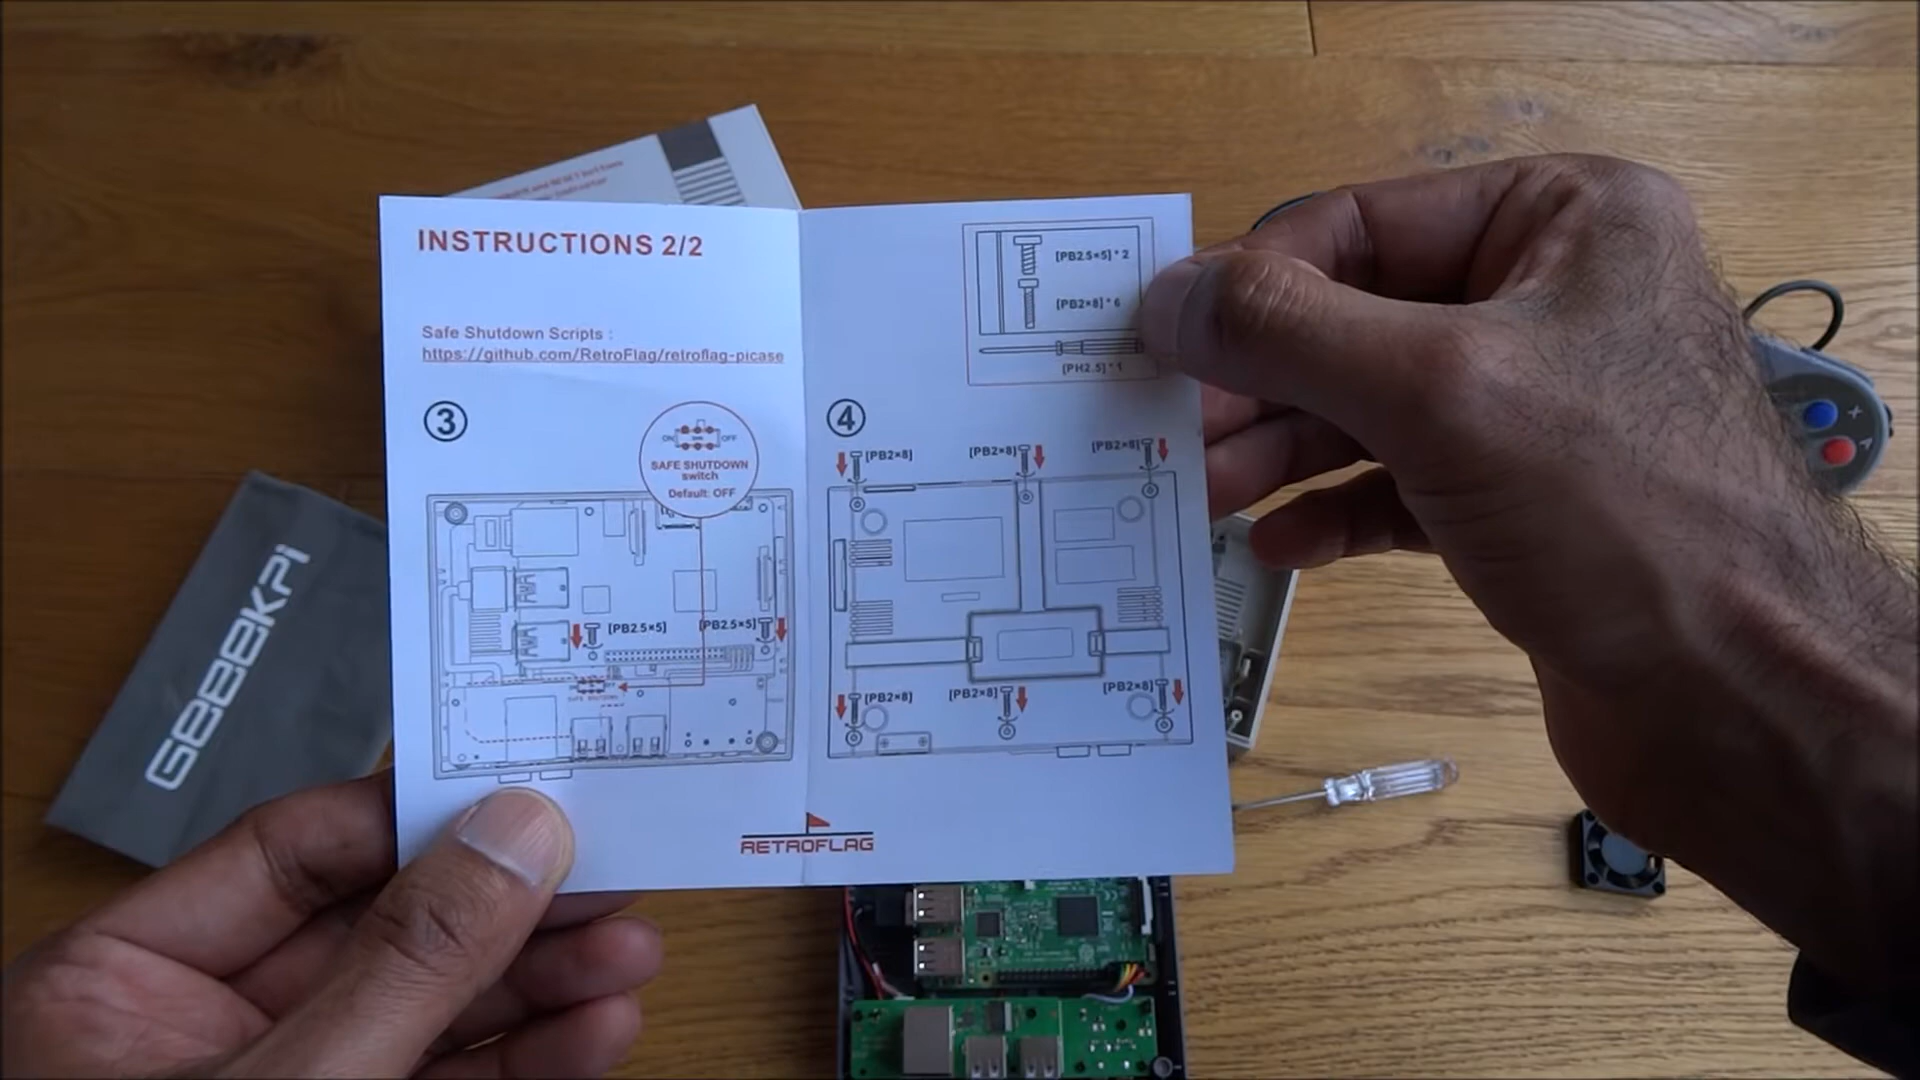 INSTRUCTIONS 2/2
Safe Shutdown Scripts :
https://github.com/RetroFlag/retroflag-picase
3
ON OFF
SAFE SHUTDOWN
switch
Default: OFF
[PB2.5×5]
[PB2.5×5]
SAFE SHUTDOWN
[PB2.5×5] * 2
[PB2×8] * 6
[PH2.5] * 1
4
[PB2×8]
[PB2×8]
[PB2×8]
[PB2×8]
[PB2×8]
[PB2×8]
RETROFLAG
GEEEKPi
X
A